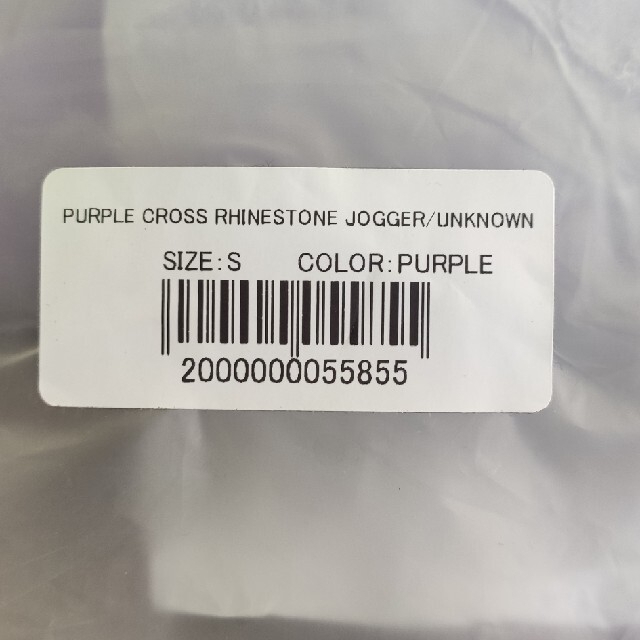 PURPLE CROSS RHINESTONE JOGGER/UNKNOWN
SIZE:S COLOR:PURPLE
2000000055855